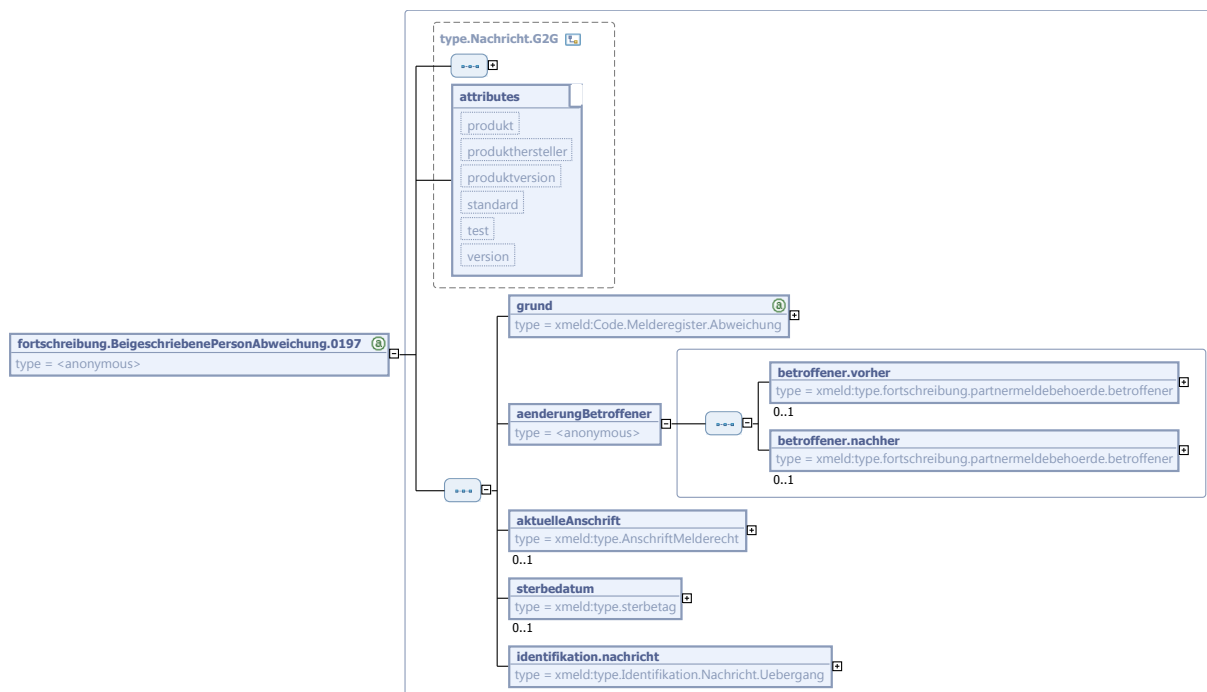 type.Nachricht.G2G
attributes
produkt
produkthersteller
produktversion
standard
test
version
grund
type = xmeld:Code.Melderegister.Abweichung
fortschreibung.BeigeschriebenePersonAbweichung.0197
type = <anonymous>
betroffener.vorher
type = xmeld:type.fortschreibung.partnermeldebehoerde.betroffener
0..1
aenderungBetroffener
type = <anonymous>
betroffener.nachher
type = xmeld:type.fortschreibung.partnermeldebehoerde.betroffener
0..1
aktuelleAnschrift
type = xmeld:type.AnschriftMelderecht
0..1
sterbedatum
type = xmeld:type.sterbetag
0..1
identifikation.nachricht
type = xmeld:type.Identifikation.Nachricht.Uebergang